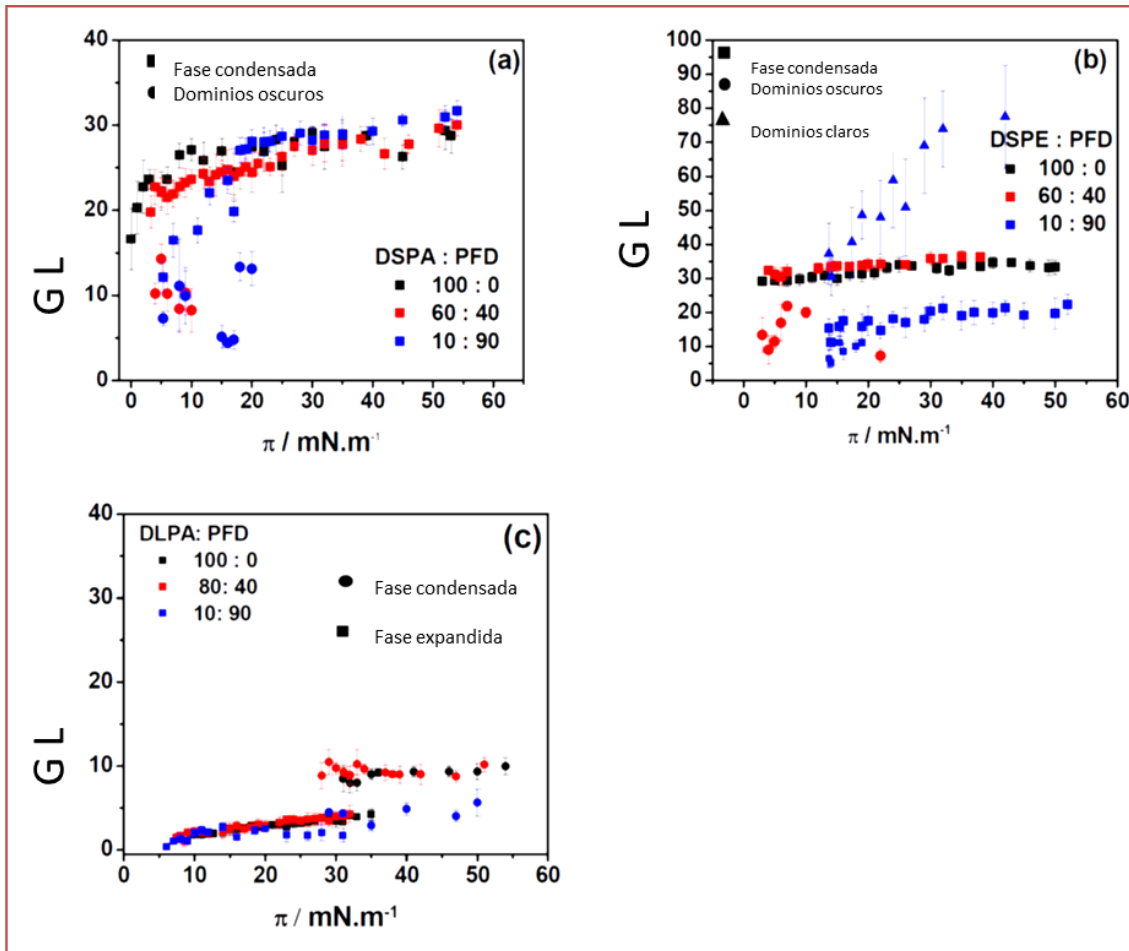 (a)
Fase condensada
Dominios oscuros
DSPA : PFD
100 : 0
60 : 40
10 : 90
40
30
20
10
0
G L
0 10 20 30 40 50 60
π / mN.m⁻¹
(b)
Fase condensada
Dominios oscuros
Dominios claros
DSPE : PFD
100 : 0
60 : 40
10 : 90
100
90
80
70
60
50
40
30
20
10
0
G L
0 10 20 30 40 50 60
π / mN.m⁻¹
(c)
DLPA: PFD
100 : 0
80: 40
10: 90
Fase condensada
Fase expandida
40
30
20
10
0
G L
0 10 20 30 40 50 60
π / mN.m⁻¹